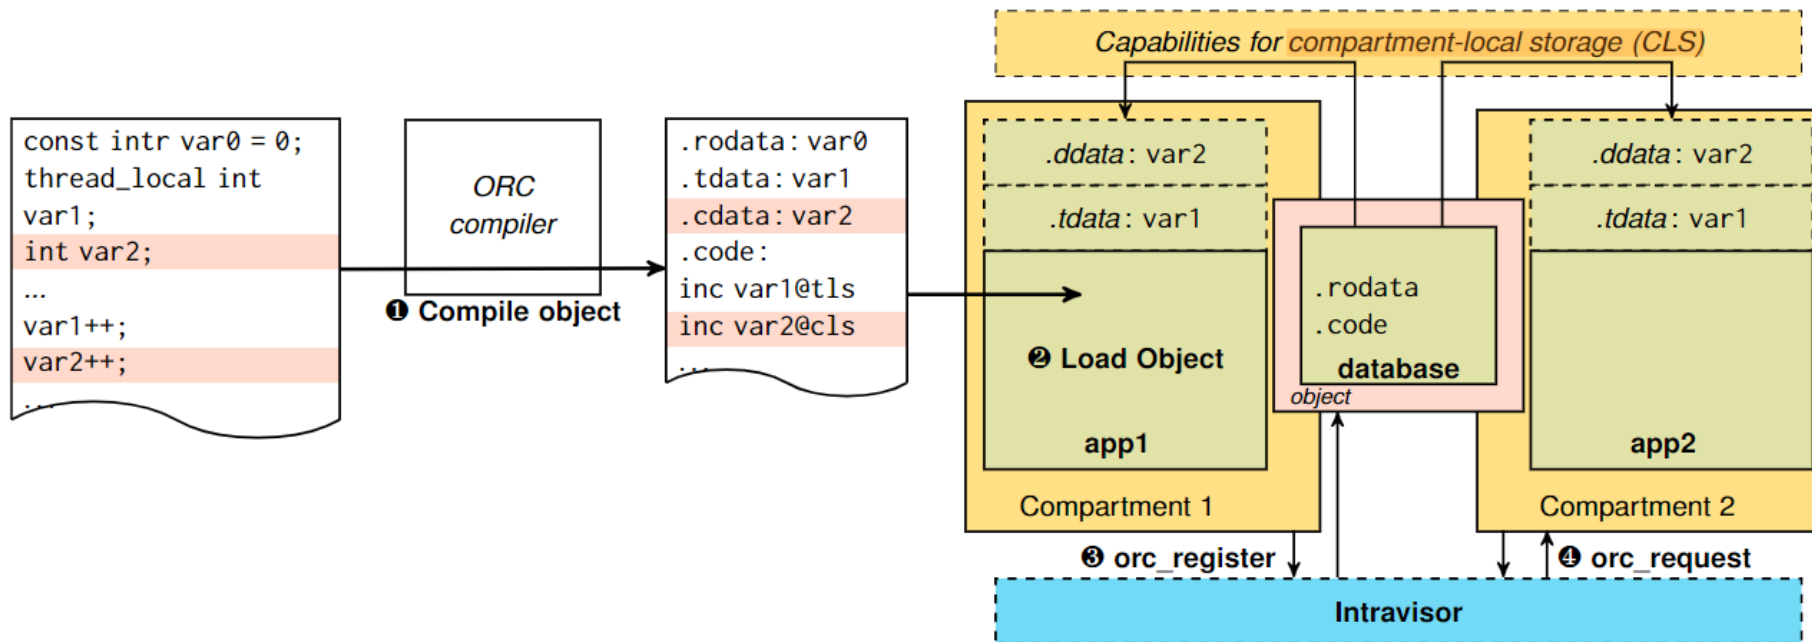 Capabilities for compartment-local storage (CLS)
const intr var0 = 0;
thread_local int
var1;
int var2;
...
var1++;
var2++;
...
ORC
compiler
❶ Compile object
.rodata: var0
.tdata: var1
.cdata: var2
.code:
inc var1@tls
inc var2@cls
...
.ddata: var2
.tdata: var1
❷ Load Object
app1
Compartment 1
.rodata
.code
database
object
.ddata: var2
.tdata: var1
app2
Compartment 2
❸ orc_register
❹ orc_request
Intravisor